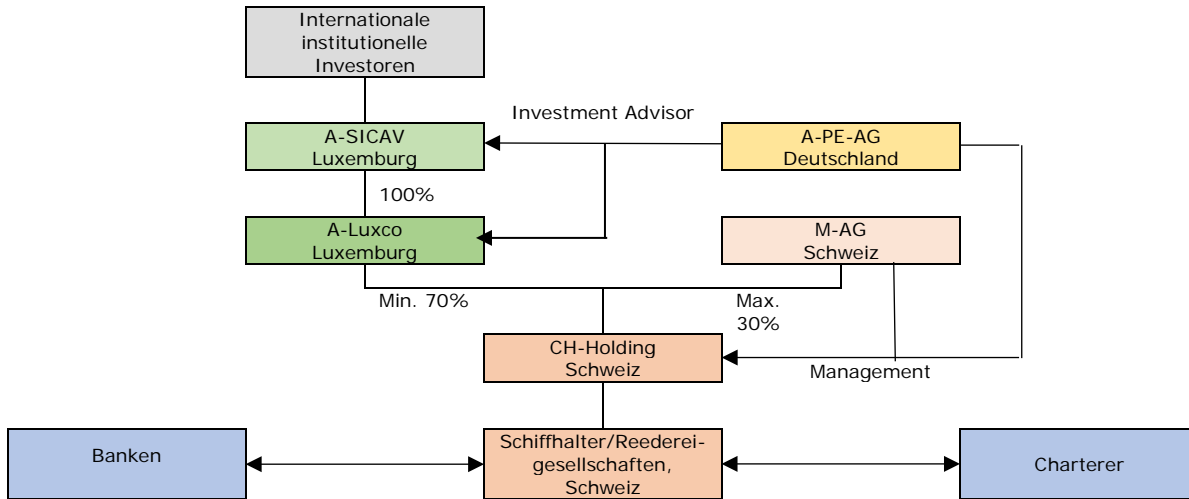 Internationale
institutionelle
Investoren
Investment Advisor
A-SICAV
Luxemburg
A-PE-AG
Deutschland
100%
A-Luxco
Luxemburg
M-AG
Schweiz
Min. 70%
Max.
30%
CH-Holding
Schweiz
Management
Banken
Schiffhalter/Reederei-
gesellschaften,
Schweiz
Charterer